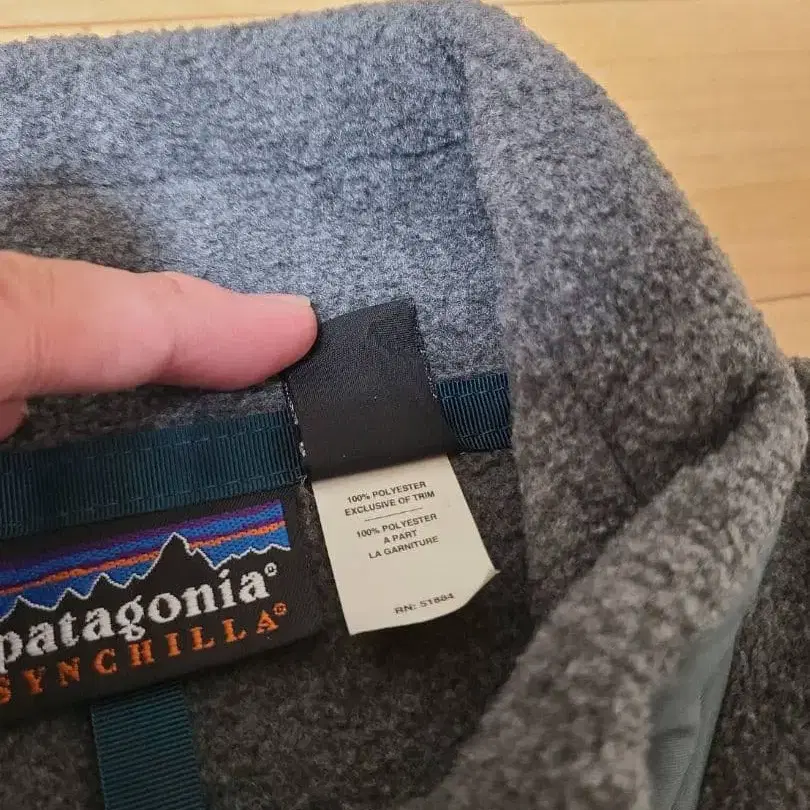 100% POLYESTER
EXCLUSIVE OF TRIM
100% POLYESTER
A PART
LA GARNITURE
RN: 51884
patagonia®
SYNCHILLA®